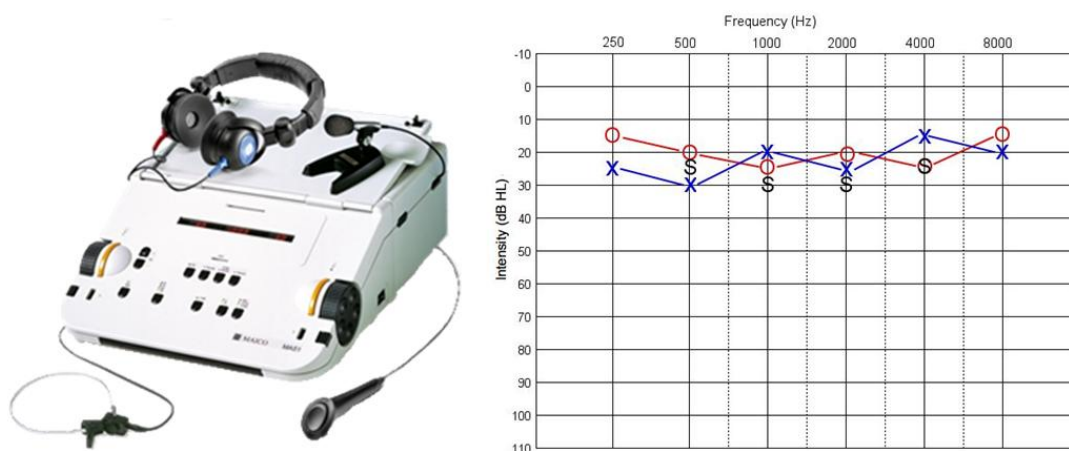 MAICO
Frequency (Hz)
250 500 1000 2000 4000 8000
Intensity (dB HL)
-10
0
10
20
30
40
50
60
70
80
90
100
110
O O O O O O
X X X X X X
S S S S